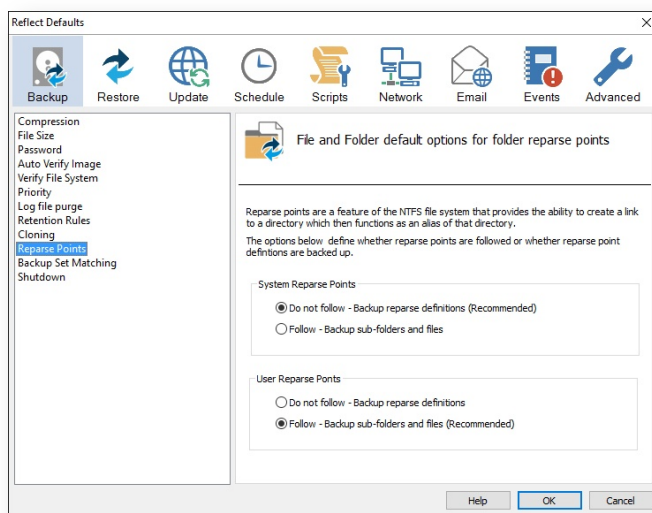 Reflect Defaults
Backup Restore Update Schedule Scripts Network Email Events Advanced
Compression
File Size
Password
Auto Verify Image
Verify File System
Priority
Log file purge
Retention Rules
Cloning
Reparse Points
Backup Set Matching
Shutdown
File and Folder default options for folder reparse points
Reparse points are a feature of the NTFS file system that provides the ability to create a link
to a directory which then functions as an alias of that directory.
The options below define whether reparse points are followed or whether reparse point
definitions are backed up.
System Reparse Points
Do not follow - Backup reparse definitions (Recommended)
Follow - Backup sub-folders and files
User Reparse Ponts
Do not follow - Backup reparse definitions
Follow - Backup sub-folders and files (Recommended)
Help OK Cancel